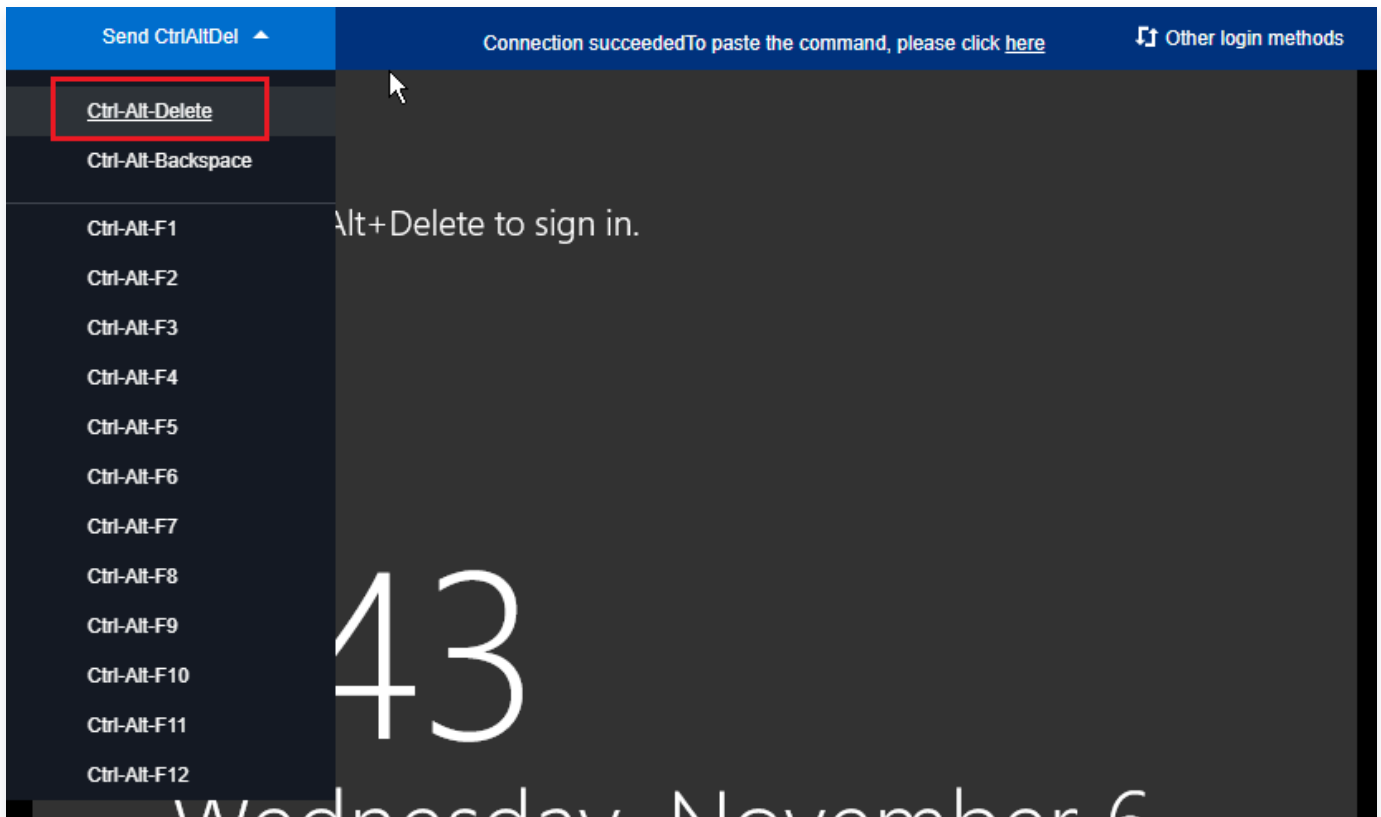 Send CtrlAltDel
Connection succeededTo paste the command, please click here
Other login methods
Ctrl-Alt-Delete
Ctrl-Alt-Backspace
Ctrl-Alt-F1
Alt+Delete to sign in.
Ctrl-Alt-F2
Ctrl-Alt-F3
Ctrl-Alt-F4
Ctrl-Alt-F5
Ctrl-Alt-F6
Ctrl-Alt-F7
Ctrl-Alt-F8
Ctrl-Alt-F9
Ctrl-Alt-F10
Ctrl-Alt-F11
Ctrl-Alt-F12
43
Wednesday, November 6